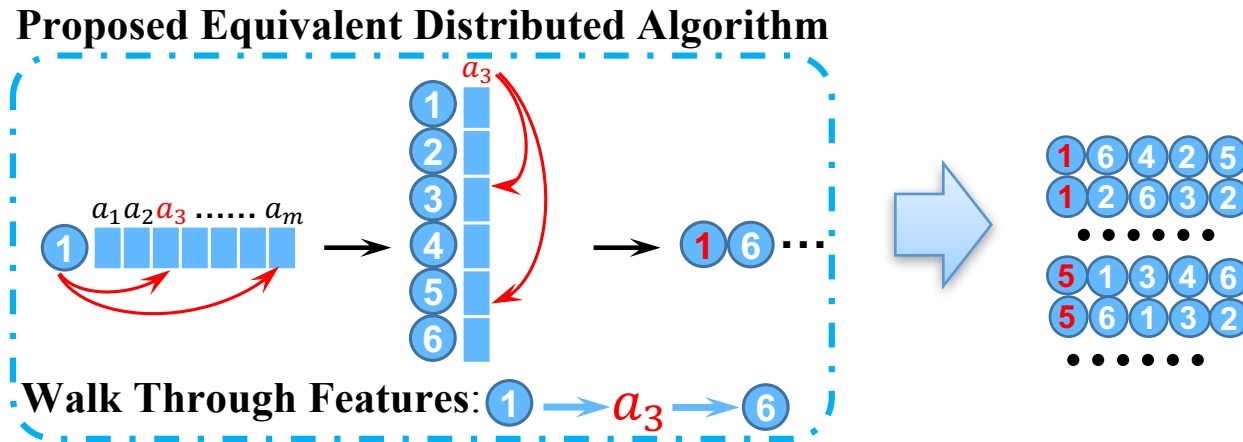 Proposed Equivalent Distributed Algorithm
a3
1
2
3
4
5
6
a1 a2 a3 ...... am
1
1 6 ...
Walk Through Features: 1 → a3 → 6
1 6 4 2 5
1 2 6 3 2
......
5 1 3 4 6
5 6 1 3 2
......